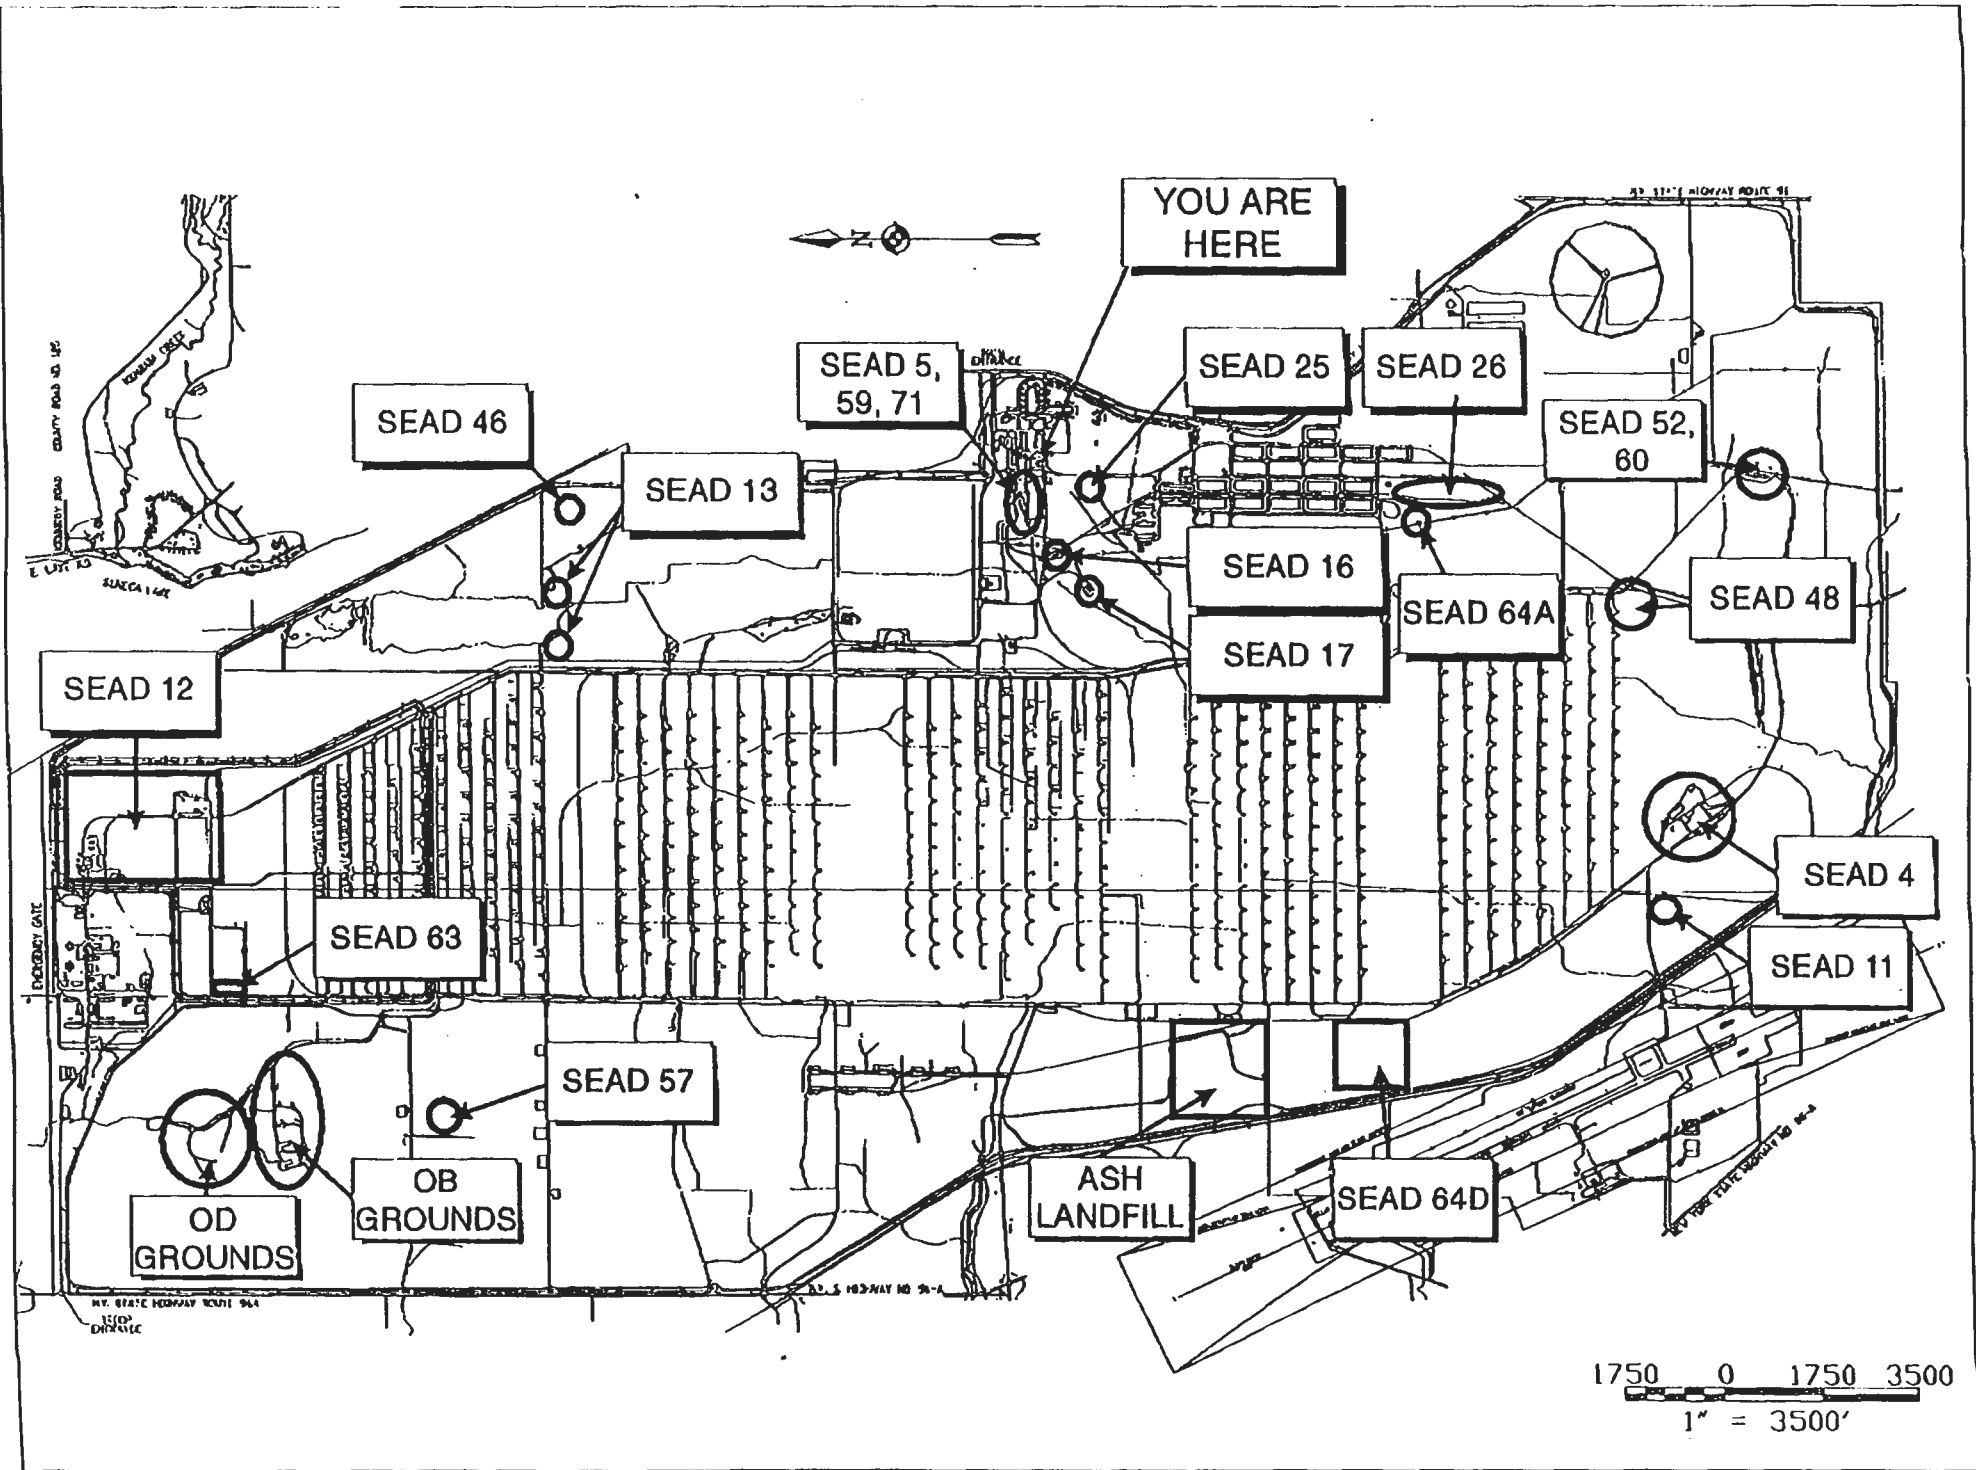 YOU ARE
HERE
N
SEAD 5,
59, 71
SEAD 25
SEAD 26
SEAD 46
SEAD 52,
60
SEAD 13
SEAD 16
SEAD 64A
SEAD 48
SEAD 17
SEAD 12
SEAD 4
EMERGENCY GATE
SEAD 63
SEAD 11
SEAD 57
ASH
LANDFILL
SEAD 64D
OB
GROUNDS
OD
GROUNDS
1750 0 1750 3500
1" = 3500'